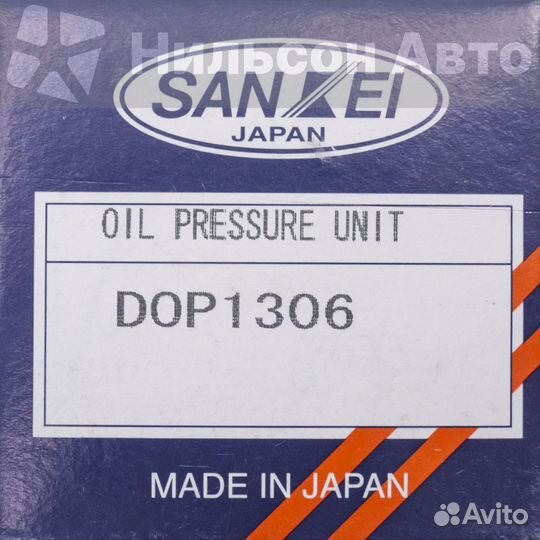 Нильсон Авто
SANKEI
JAPAN
OIL PRESSURE UNIT
DOP1306
MADE IN JAPAN
Avito